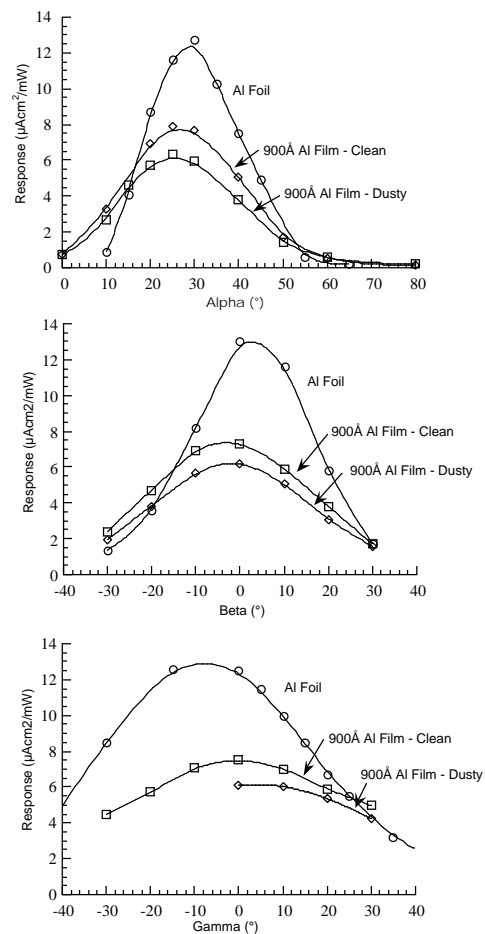 14
12
10
8
6
4
2
0
Response (µAcm²/mW)
Al Foil
900Å Al Film - Clean
900Å Al Film - Dusty
0 10 20 30 40 50 60 70 80
Alpha (°)
14
12
10
8
6
4
2
0
Response (µAcm2/mW)
Al Foil
900Å Al Film - Clean
900Å Al Film - Dusty
-40 -30 -20 -10 0 10 20 30 40
Beta (°)
14
12
10
8
6
4
2
0
Response (µAcm2/mW)
Al Foil
900Å Al Film - Clean
900Å Al Film - Dusty
-40 -30 -20 -10 0 10 20 30 40
Gamma (°)